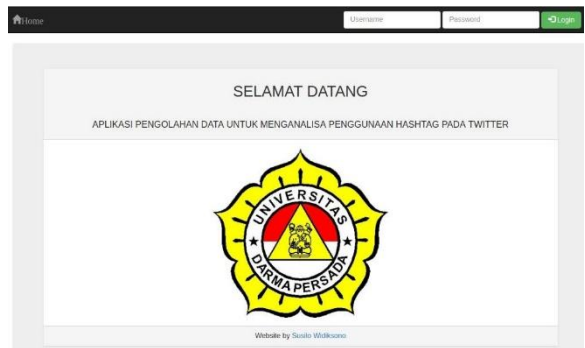 Home Username Password Login
SELAMAT DATANG
APLIKASI PENGOLAHAN DATA UNTUK MENGANALISA PENGGUNAAN HASHTAG PADA TWITTER
UNIVERSITAS
DARMA PERSADA
Website by Susilo Widiksono